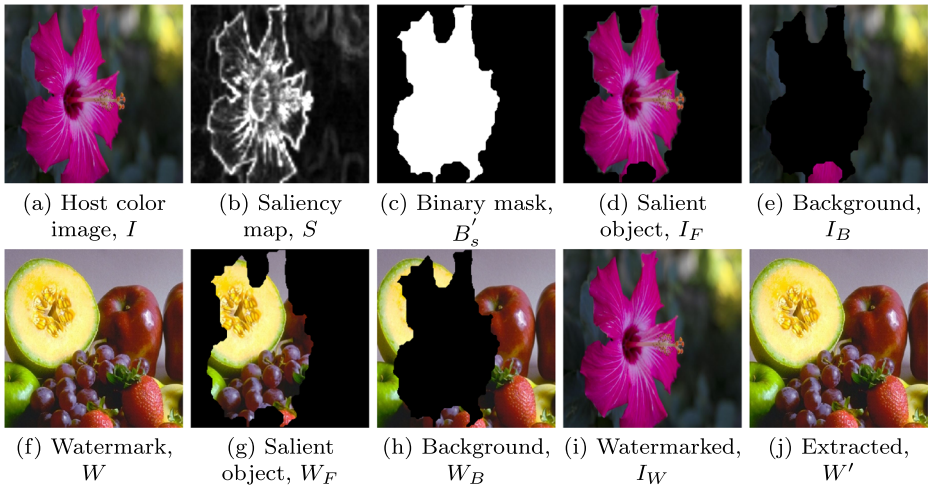 (a) Host color image, I
(b) Saliency map, S
(c) Binary mask, B′s
(d) Salient object, I_F
(e) Background, I_B
(f) Watermark, W
(g) Salient object, W_F
(h) Background, W_B
(i) Watermarked, I_W
(j) Extracted, W′